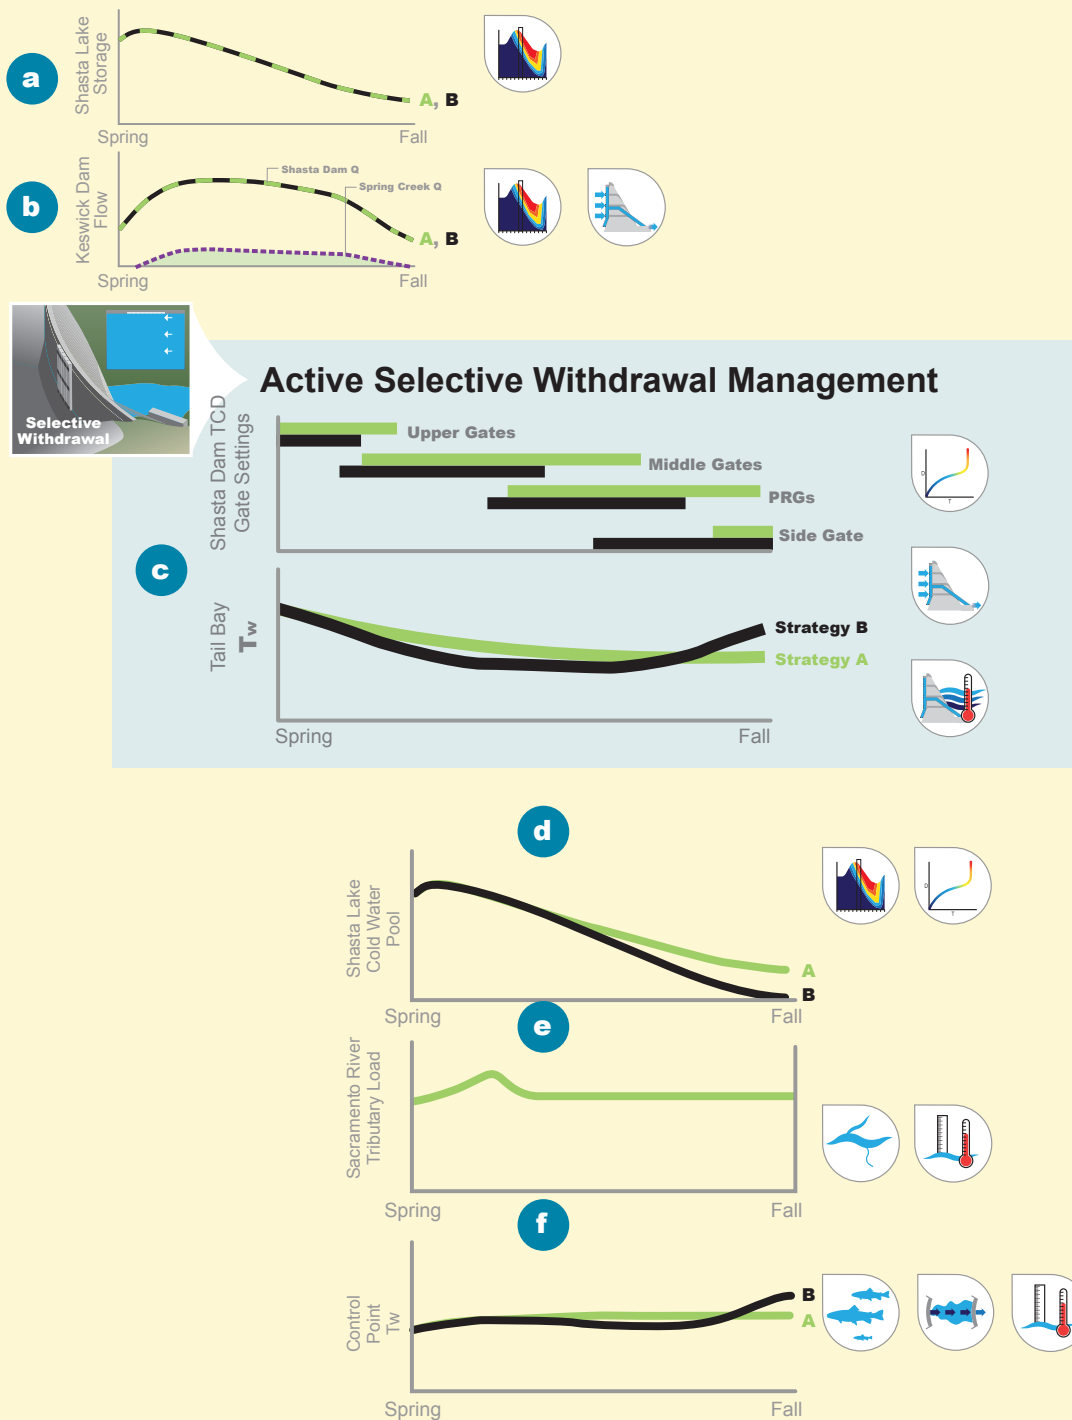 a
Shasta Lake
Storage
A, B
Spring
Fall
b
Keswick Dam
Flow
Shasta Dam Q
Spring Creek Q
A, B
Spring
Fall
Selective
Withdrawal
Active Selective Withdrawal Management
c
Shasta Dam TCD
Gate Settings
Upper Gates
Middle Gates
PRGs
Side Gate
D
T
Tail Bay
Tw
Strategy B
Strategy A
Spring
Fall
d
Shasta Lake
Cold Water
Pool
A
B
Spring
Fall
D
T
e
Sacramento River
Tributary Load
Spring
Fall
f
Control
Point
Tw
B
A
Spring
Fall